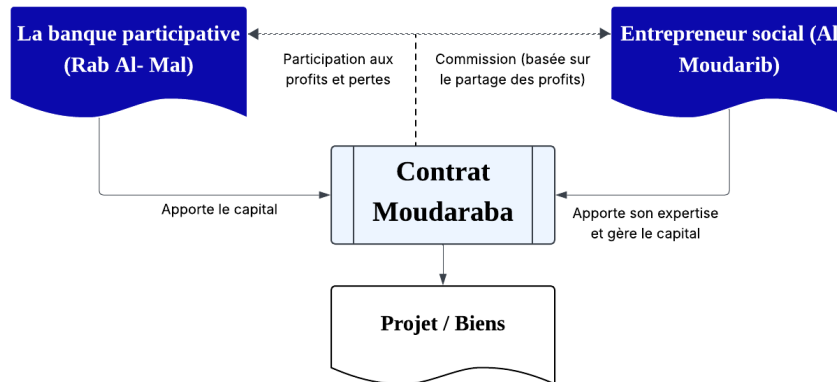 La banque participative
(Rab Al- Mal)
Participation aux
profits et pertes
Commission (basée sur
le partage des profits)
Entrepreneur social (Al
Moudarib)
Contrat
Moudaraba
Apporte le capital
Apporte son expertise
et gère le capital
Projet / Biens